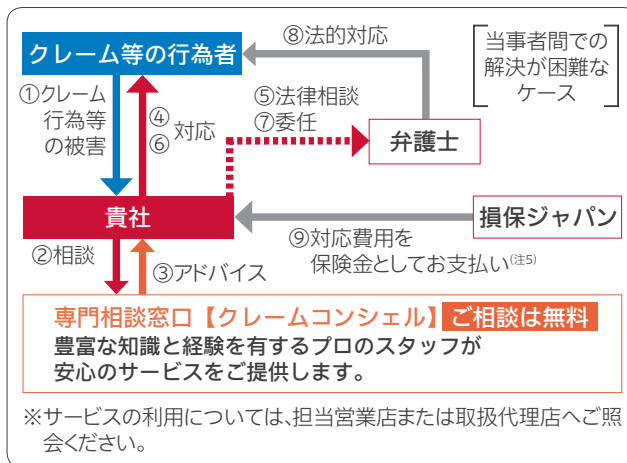 ⑧法的対応
当事者間での
解決が困難な
ケース
クレーム等の行為者
①クレーム
行為等
の被害
④
⑥
対応
⑤法律相談
⑦委任
弁護士
貴社
損保ジャパン
②相談
③アドバイス
⑨対応費用を
保険金としてお支払い(注5)
専門相談窓口【クレームコンシェル】 ご相談は無料
豊富な知識と経験を有するプロのスタッフが
安心のサービスをご提供します。
※サービスの利用については、担当営業店または取扱代理店へご照
会ください。